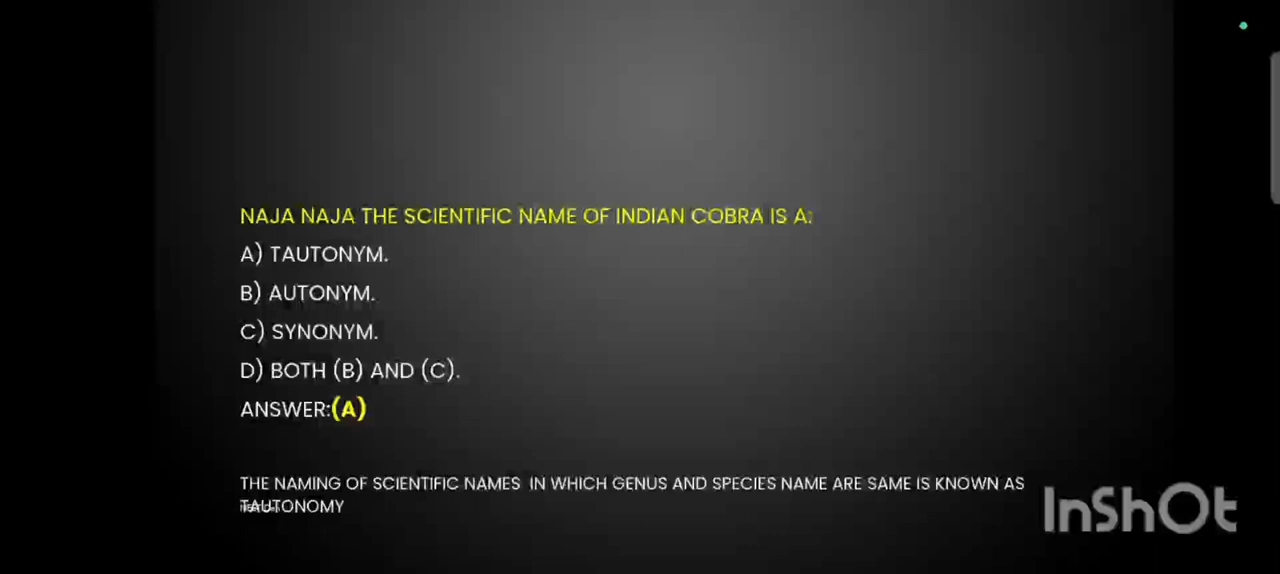 NAJA NAJA THE SCIENTIFIC NAME OF INDIAN COBRA IS A:
A) TAUTONYM.
B) AUTONYM.
C) SYNONYM.
D) BOTH (B) AND (C).
ANSWER:(A)
THE NAMING OF SCIENTIFIC NAMES IN WHICH GENUS AND SPECIES NAME ARE SAME IS KNOWN AS
TAUTONOMY
InShOt